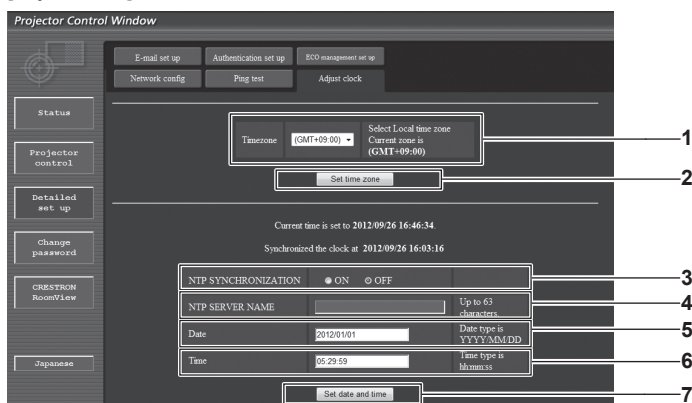 Projector Control Window
E-mail set up
Authentication set up
ECO management set up
Network config
Ping test
Adjust clock
Status
Projector
control
Detailed
set up
Change
password
CRESTRON
RoomView
Japanese
Timezone
(GMT+09:00)
Select Local time zone
Current zone is
(GMT+09:00)
1
Set time zone
2
Current time is set to 2012/09/26 16:46:34.
Synchronized the clock at 2012/09/26 16:03:16
NTP SYNCHRONIZATION
ON
OFF
3
NTP SERVER NAME
Up to 63
characters.
4
Date
2012/01/01
Date type is
YYYY/MM/DD
5
Time
05:29:59
Time type is
hh:mm:ss
6
Set date and time
7